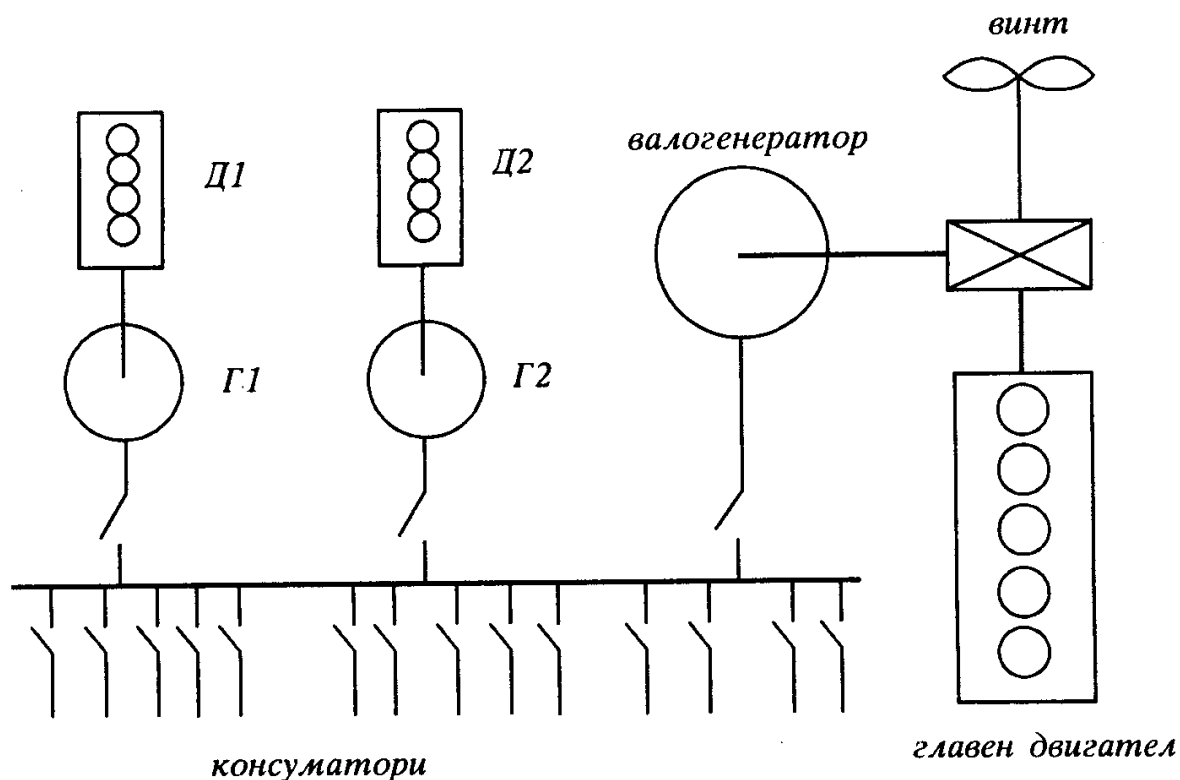 винт
Д1
Д2
валогенератор
Г1
Г2
главен двигател
консуматори